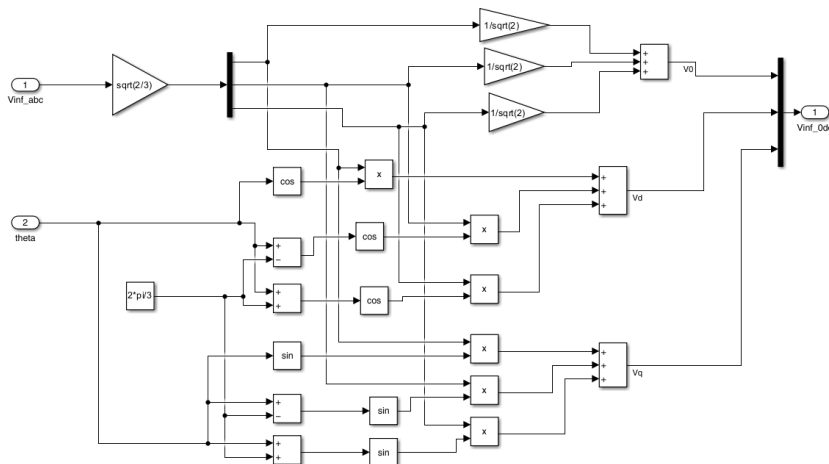 1/sqrt(2)
+
+
+
V0
1/sqrt(2)
sqrt(2/3)
1
Vinf_abc
1/sqrt(2)
1
Vinf_0d
cos
x
+
+
+
Vd
2
theta
+
−
cos
x
2*pi/3
+
+
cos
x
sin
x
+
+
+
Vq
x
+
−
sin
x
+
+
sin